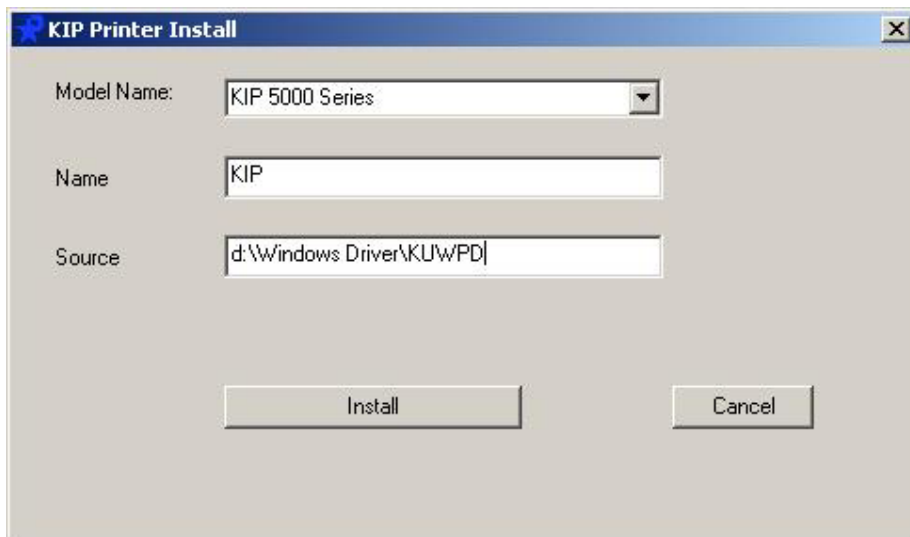 KIP Printer Install
Model Name: KIP 5000 Series
Name KIP
Source d:\Windows Driver\KUWPD
Install Cancel